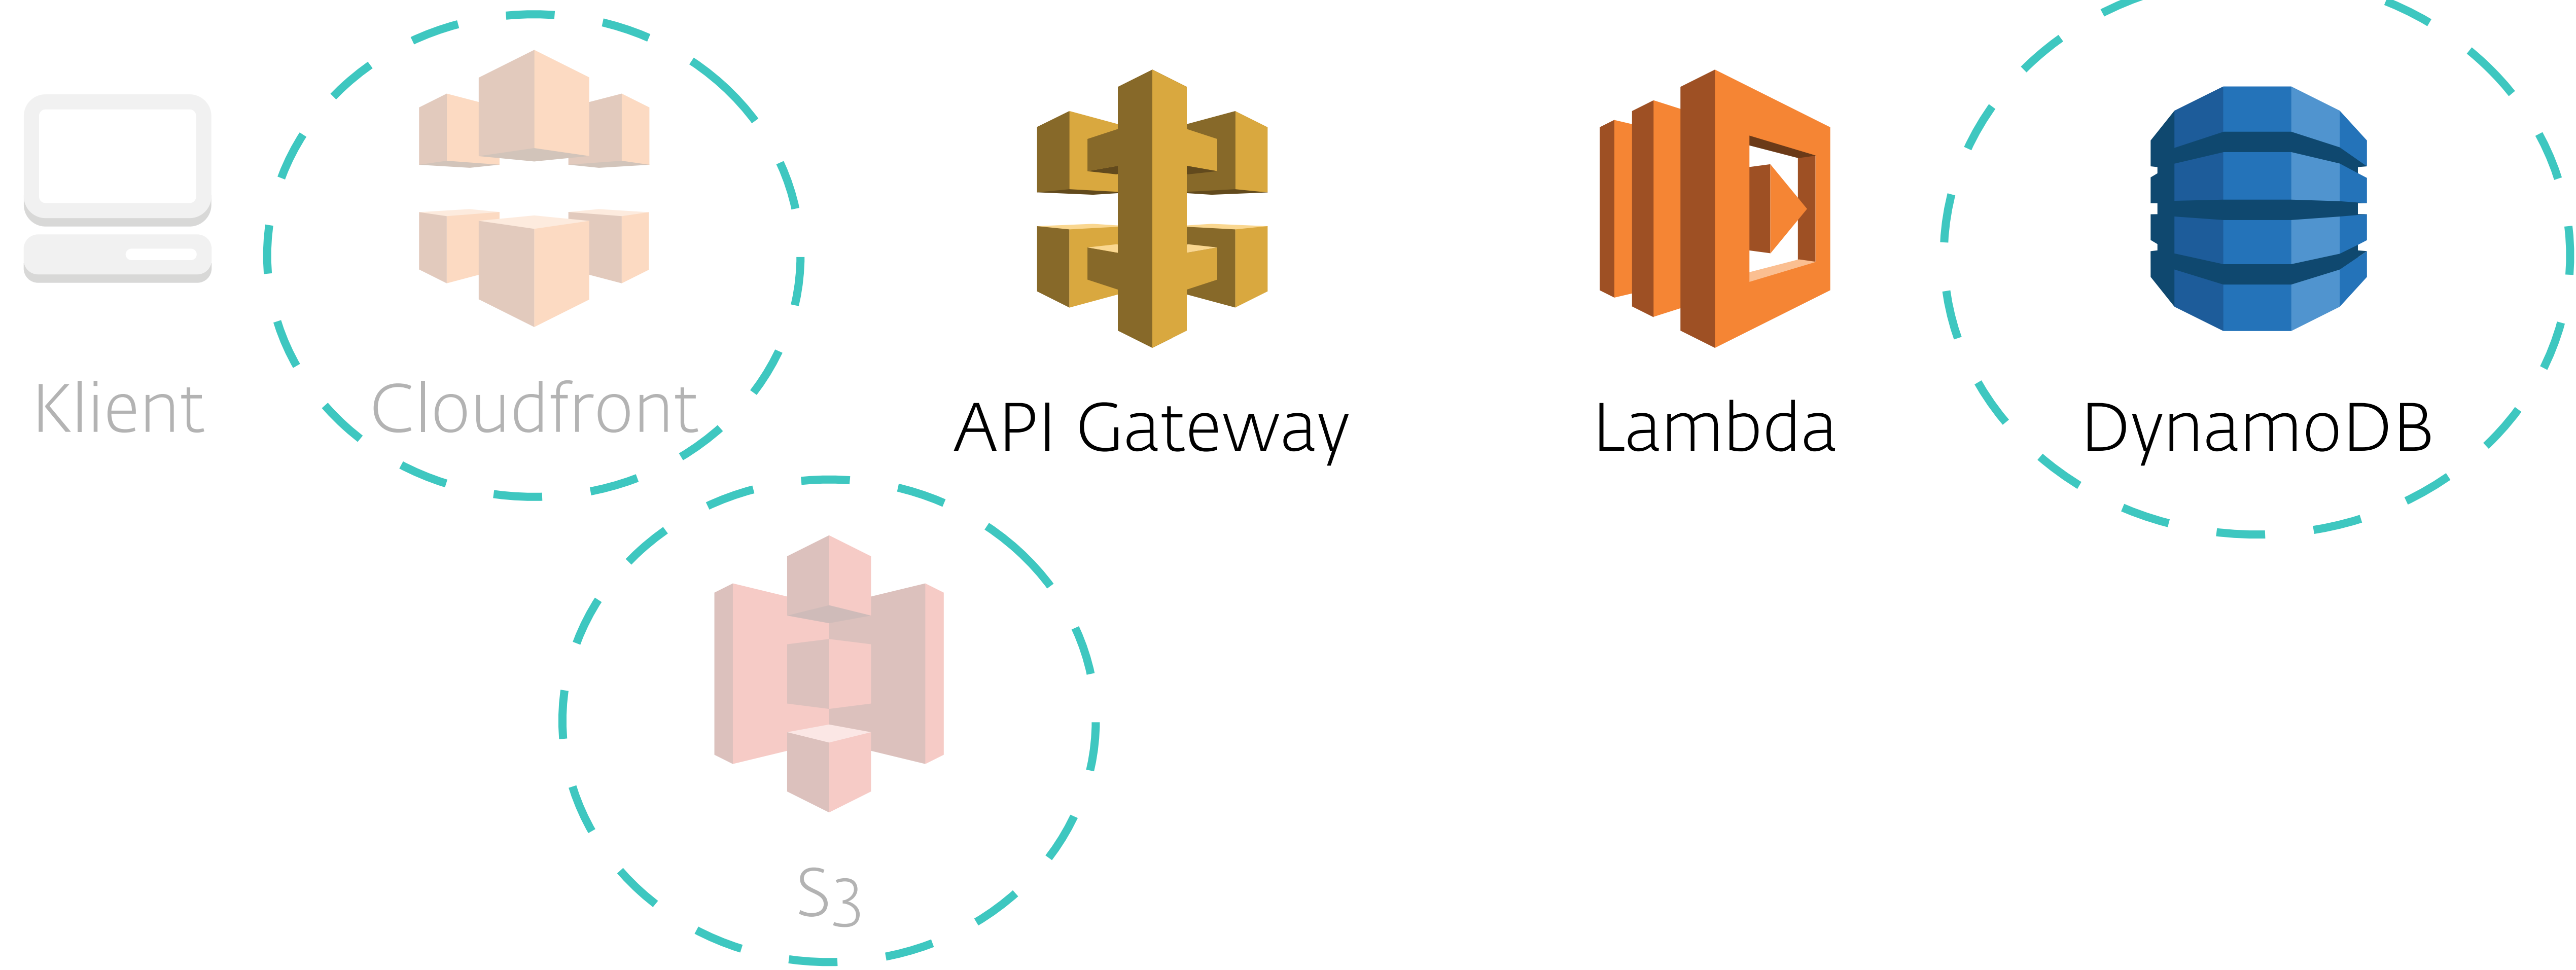 Klient
Cloudfront
API Gateway
Lambda
DynamoDB
S3